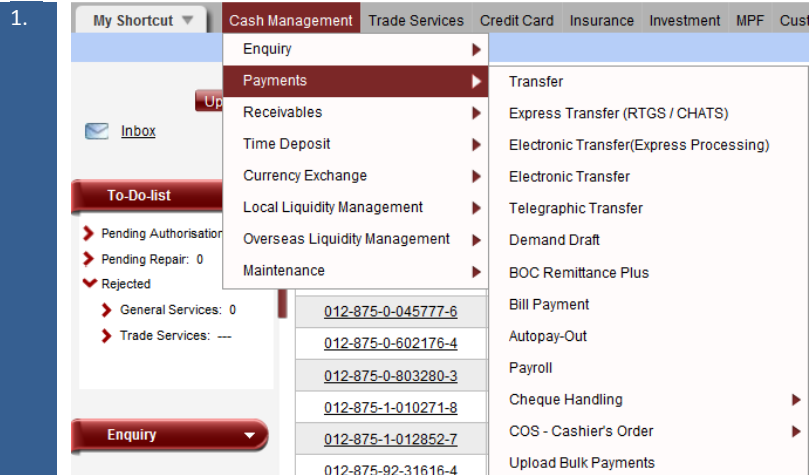 1.
My Shortcut
Cash Management Trade Services Credit Card Insurance Investment MPF Cust
Enquiry
Payments
Receivables
Time Deposit
Currency Exchange
Local Liquidity Management
Overseas Liquidity Management
Maintenance
Transfer
Express Transfer (RTGS / CHATS)
Electronic Transfer(Express Processing)
Electronic Transfer
Telegraphic Transfer
Demand Draft
BOC Remittance Plus
Bill Payment
Autopay-Out
Payroll
Cheque Handling
COS - Cashier's Order
Upload Bulk Payments
Up
Inbox
To-Do-list
Pending Authorisation
Pending Repair: 0
Rejected
General Services: 0
Trade Services: ---
Enquiry
012-875-0-045777-6
012-875-0-602176-4
012-875-0-803280-3
012-875-1-010271-8
012-875-1-012852-7
012-875-92-31616-4